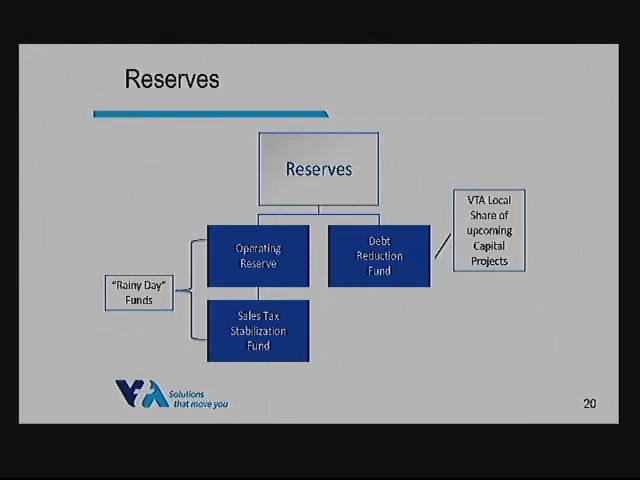 Reserves
Reserves
VTA Local
Share of
upcoming
Capital
Projects
Operating
Reserve
Debt
Reduction
Fund
"Rainy Day"
Funds
Sales Tax
Stabilization
Fund
VTA
Solutions
that move you
20